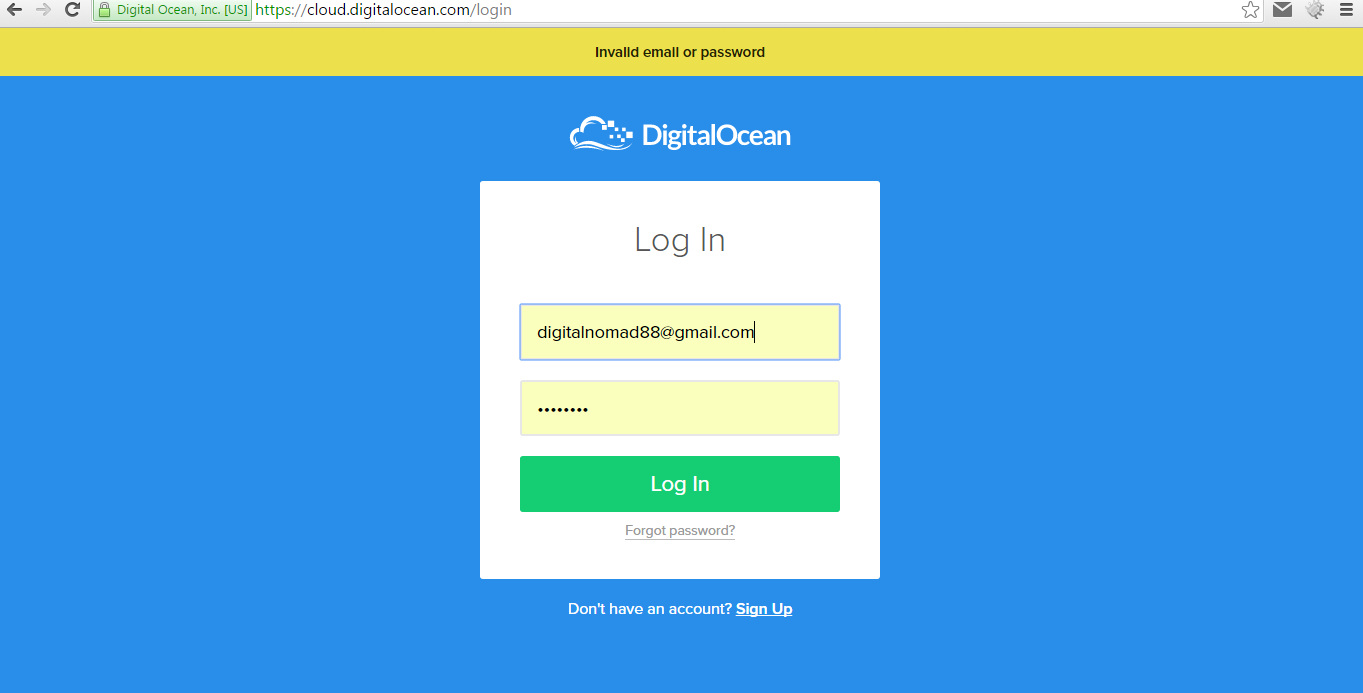 Digital Ocean, Inc. [US] https://cloud.digitalocean.com/login
Invalid email or password
DigitalOcean
Log In
digitalnomad88@gmail.com
••••••••
Log In
Forgot password?
Don't have an account? Sign Up